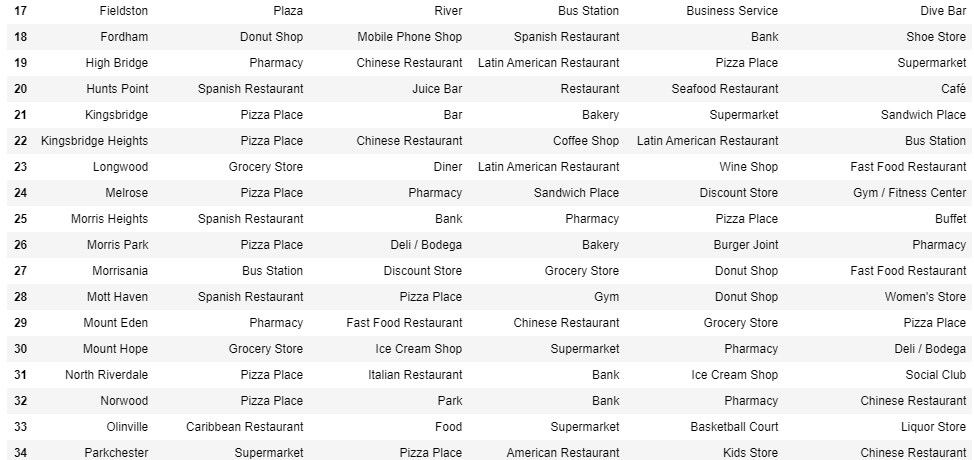 17 Fieldston Plaza River Bus Station Business Service Dive Bar
18 Fordham Donut Shop Mobile Phone Shop Spanish Restaurant Bank Shoe Store
19 High Bridge Pharmacy Chinese Restaurant Latin American Restaurant Pizza Place Supermarket
20 Hunts Point Spanish Restaurant Juice Bar Restaurant Seafood Restaurant Café
21 Kingsbridge Pizza Place Bar Bakery Supermarket Sandwich Place
22 Kingsbridge Heights Pizza Place Chinese Restaurant Coffee Shop Latin American Restaurant Bus Station
23 Longwood Grocery Store Diner Latin American Restaurant Wine Shop Fast Food Restaurant
24 Melrose Pizza Place Pharmacy Sandwich Place Discount Store Gym / Fitness Center
25 Morris Heights Spanish Restaurant Bank Pharmacy Pizza Place Buffet
26 Morris Park Pizza Place Deli / Bodega Bakery Burger Joint Pharmacy
27 Morrisania Bus Station Discount Store Grocery Store Donut Shop Fast Food Restaurant
28 Mott Haven Spanish Restaurant Pizza Place Gym Donut Shop Women's Store
29 Mount Eden Pharmacy Fast Food Restaurant Chinese Restaurant Grocery Store Pizza Place
30 Mount Hope Grocery Store Ice Cream Shop Supermarket Pharmacy Deli / Bodega
31 North Riverdale Pizza Place Italian Restaurant Bank Ice Cream Shop Social Club
32 Norwood Pizza Place Park Bank Pharmacy Chinese Restaurant
33 Olinville Caribbean Restaurant Food Supermarket Basketball Court Liquor Store
34 Parkchester Supermarket Pizza Place American Restaurant Kids Store Chinese Restaurant